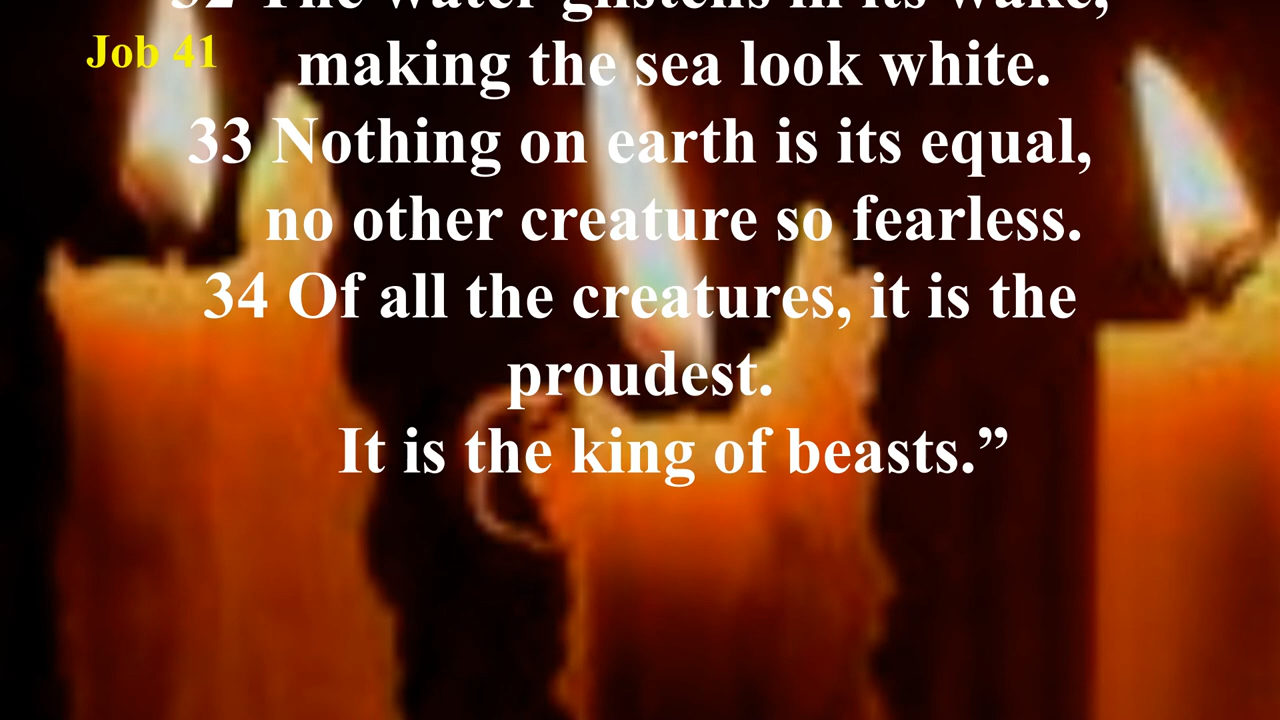 32 The water glistens in its wake,
Job 41
making the sea look white.
33 Nothing on earth is its equal,
no other creature so fearless.
34 Of all the creatures, it is the
proudest.
It is the king of beasts.”